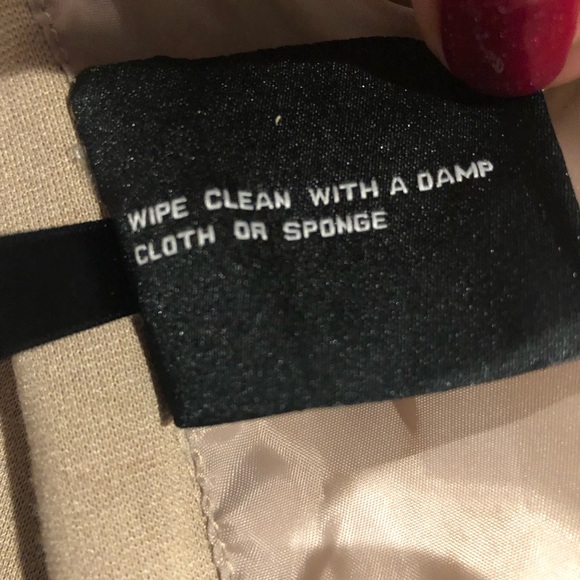 WIPE CLEAN WITH A DAMP
CLOTH OR SPONGE